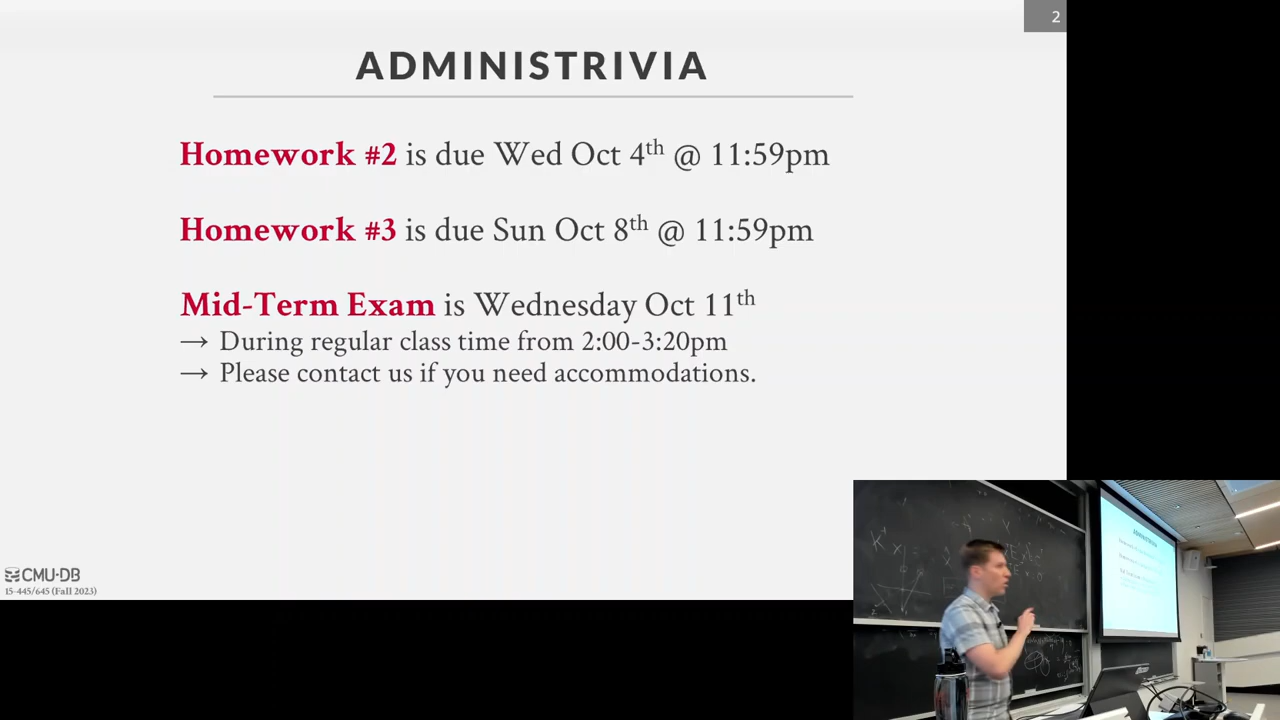 2
ADMINISTRIVIA
Homework #2 is due Wed Oct 4th @ 11:59pm
Homework #3 is due Sun Oct 8th @ 11:59pm
Mid-Term Exam is Wednesday Oct 11th
→ During regular class time from 2:00-3:20pm
→ Please contact us if you need accommodations.
CMU·DB
15-445/645 (Fall 2023)
ADMINISTRIVIA